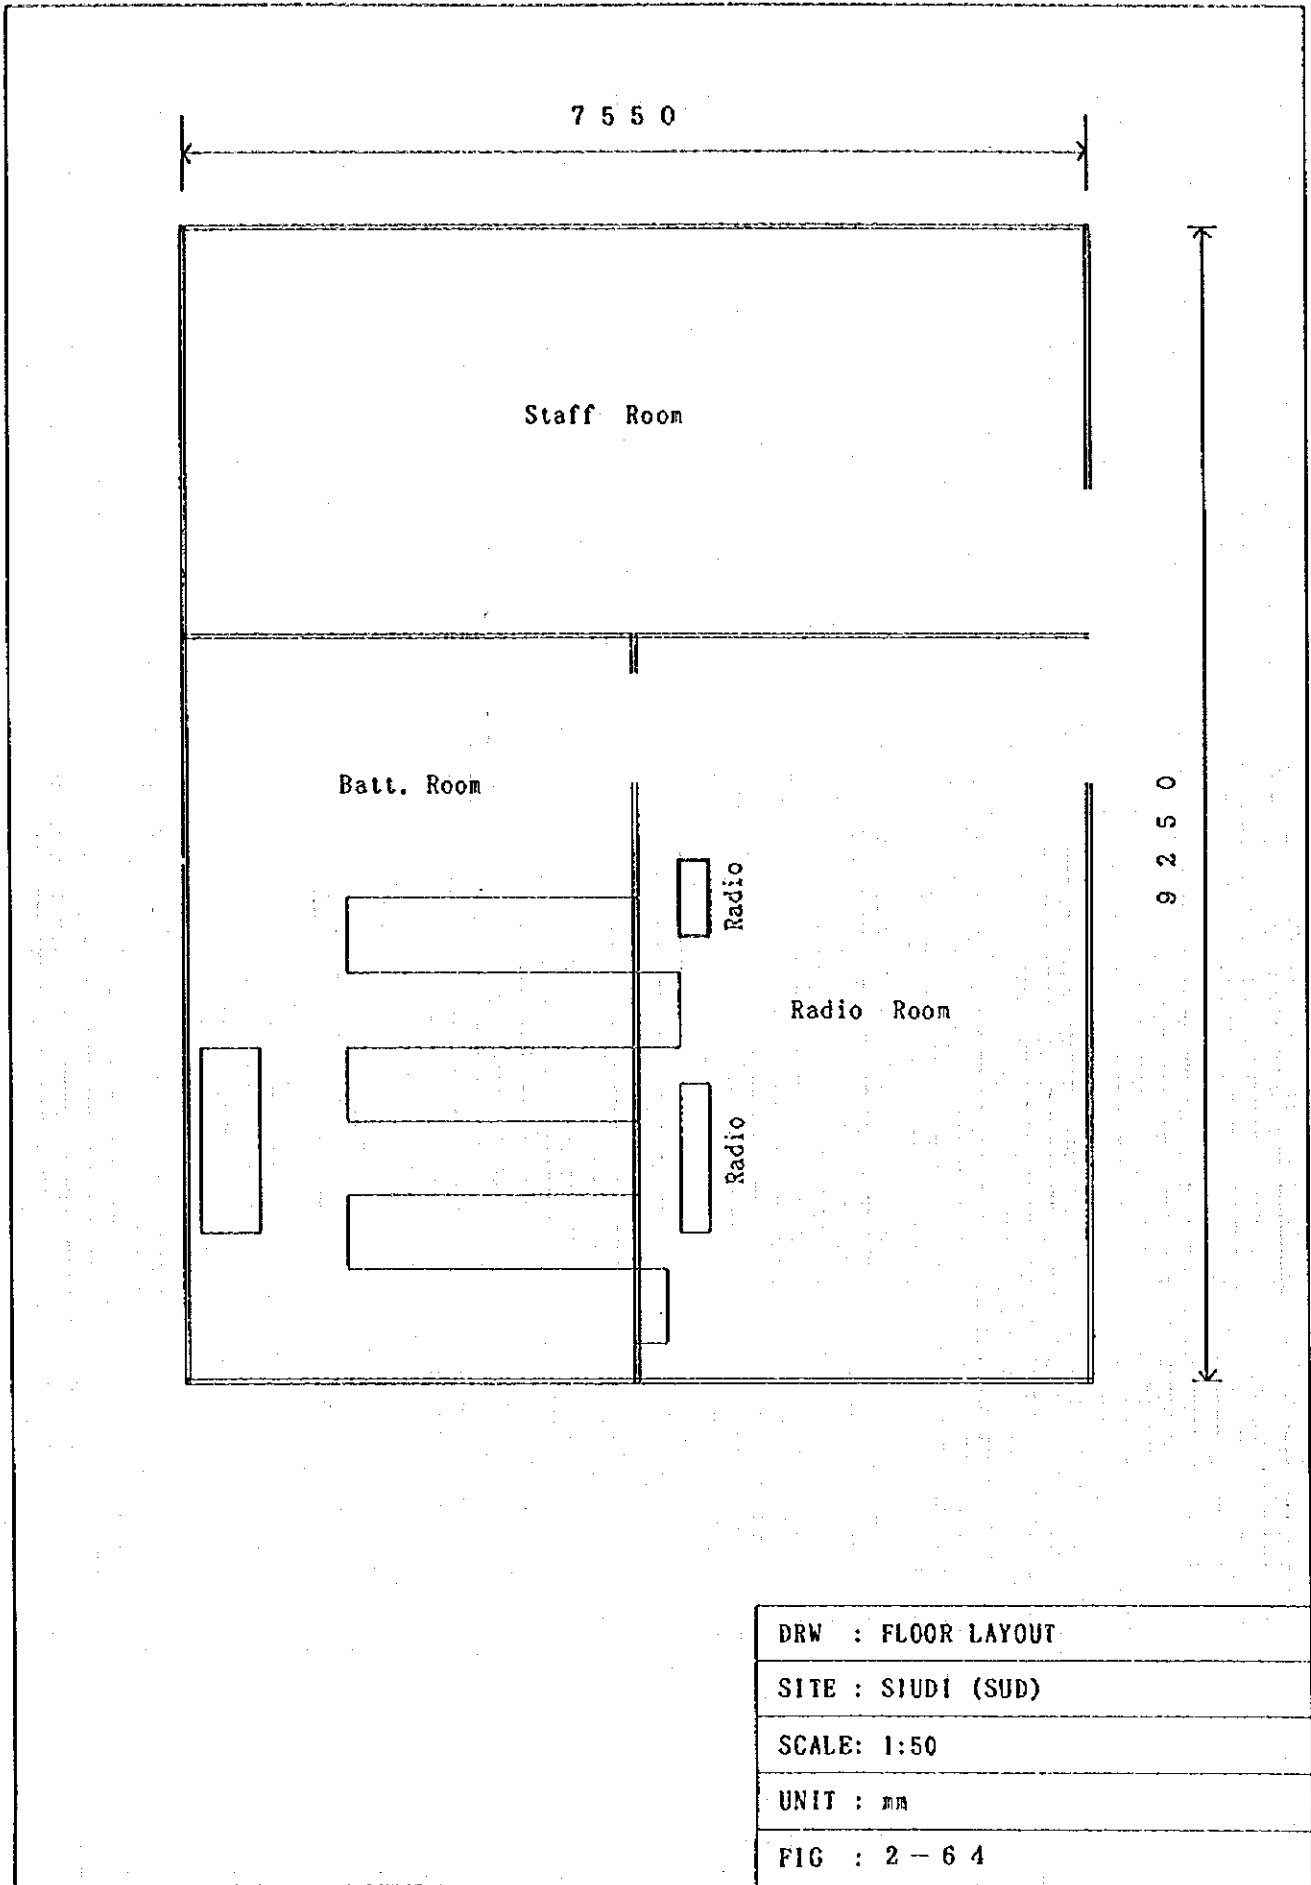 7550
Staff Room
Batt. Room
9250
Radio
Radio Room
Radio
DRW : FLOOR LAYOUT
SITE : SIUDI (SUD)
SCALE: 1:50
UNIT : mm
FIG : 2-64